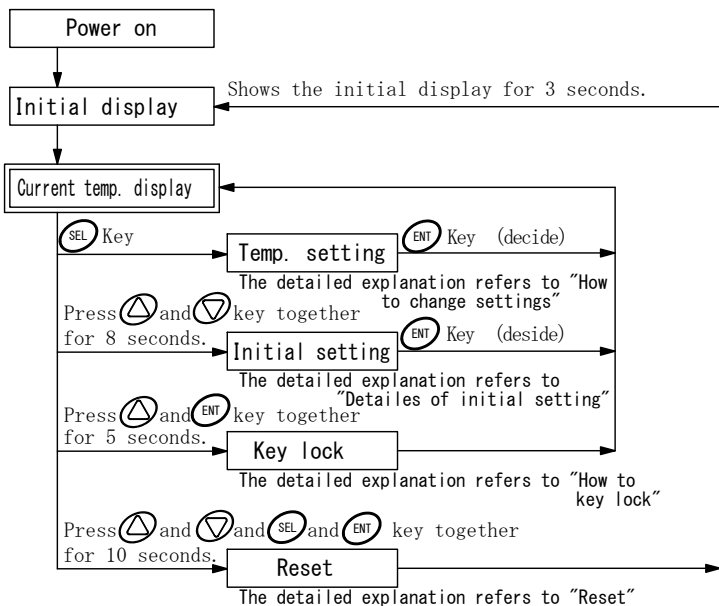 Power on
Shows the initial display for 3 seconds.
Initial display
Current temp. display
SEL Key
ENT Key (decide)
Temp. setting
The detailed explanation refers to "How
to change settings"
Press △ and ▽ key together
for 8 seconds.
ENT Key (deside)
Initial setting
The detailed explanation refers to
"Detailes of initial setting"
Press △ and ENT key together
for 5 seconds.
Key lock
The detailed explanation refers to "How to
key lock"
Press △ and ▽ and SEL and ENT key together
for 10 seconds.
Reset
The detailed explanation refers to "Reset"